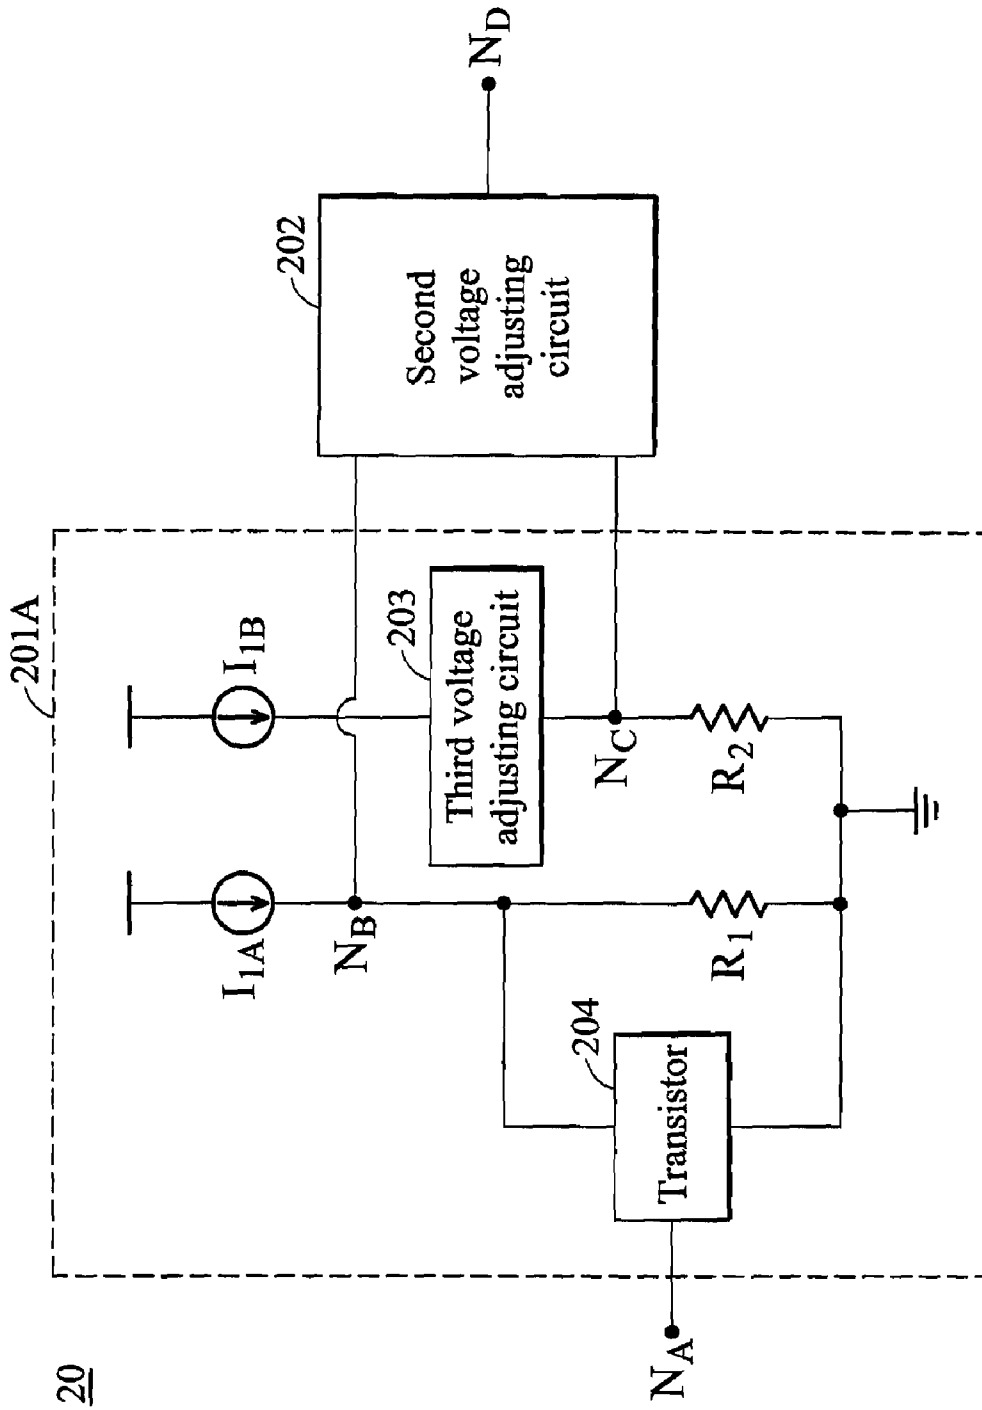 20
201A
I1A
I1B
NB
202
Second
voltage
adjusting
circuit
ND
203
Third voltage
adjusting circuit
204
Transistor
NA
NC
R1
R2